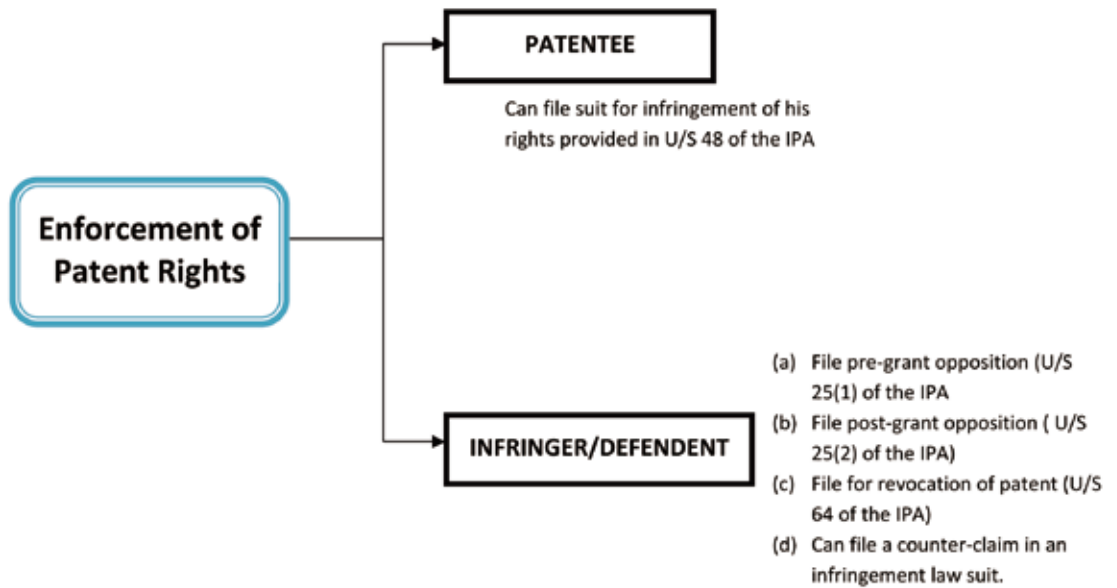 PATENTEE
Can file suit for infringement of his
rights provided in U/S 48 of the IPA
Enforcement of
Patent Rights
INFRINGER/DEFENDENT
(a) File pre-grant opposition (U/S
25(1) of the IPA
(b) File post-grant opposition ( U/S
25(2) of the IPA)
(c) File for revocation of patent (U/S
64 of the IPA)
(d) Can file a counter-claim in an
infringement law suit.